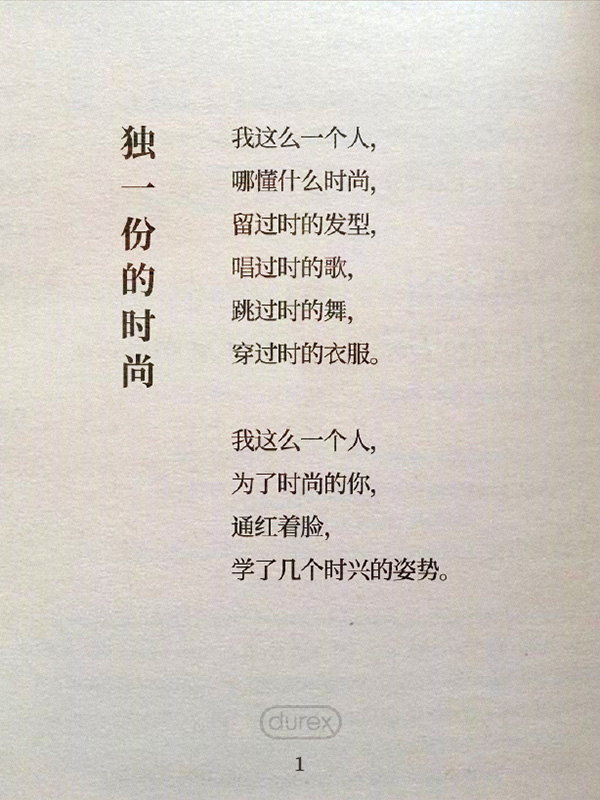 独一份的时尚
我这么一个人，
哪懂什么时尚，
留过时的发型，
唱过时的歌，
跳过时的舞，
穿过时的衣服。
我这么一个人，
为了时尚的你，
通红着脸，
学了几个时兴的姿势。
durex
1